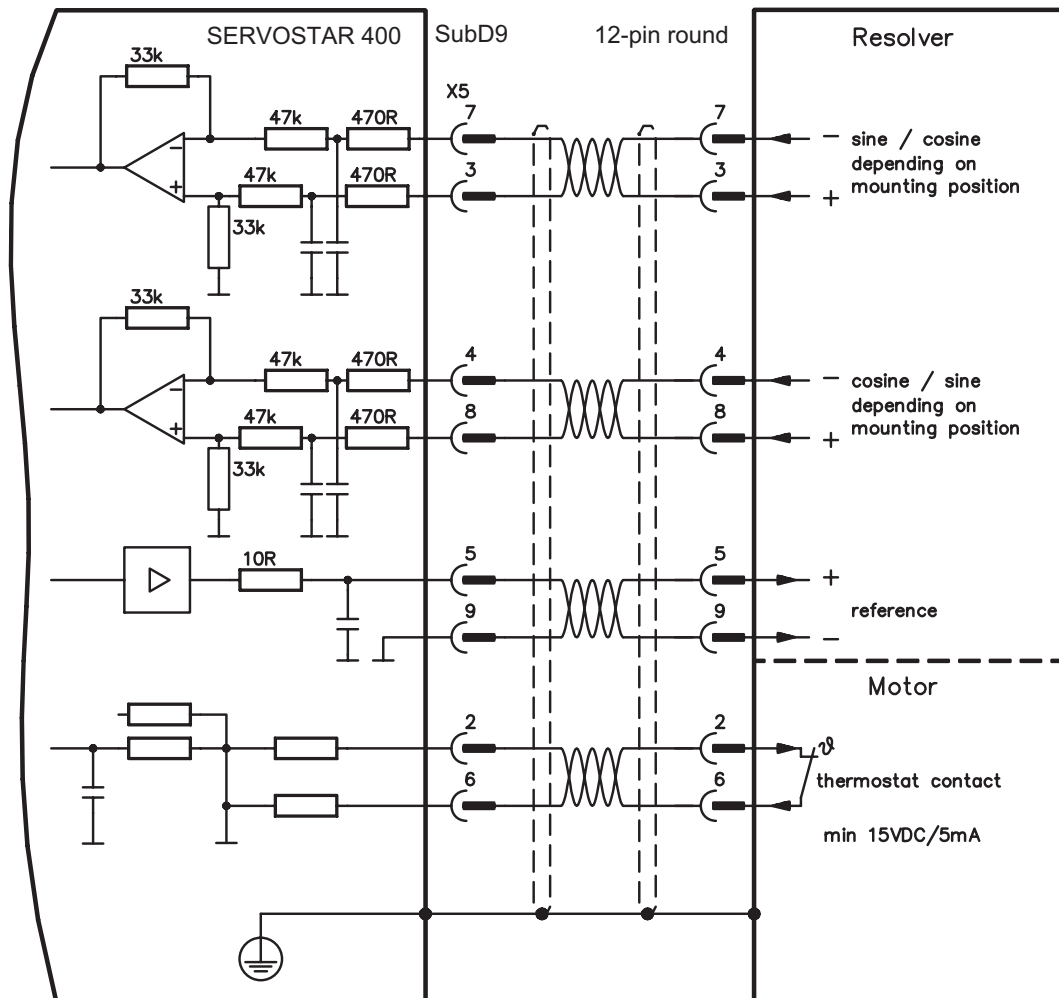 SERVOSTAR 400
SubD9
12-pin round
Resolver
33k
X5
47k
470R
7
7
− sine / cosine
depending on
mounting position
−
+
47k
470R
3
3
+
33k
33k
47k
470R
4
4
− cosine / sine
depending on
mounting position
−
+
47k
470R
8
8
+
33k
10R
5
5
+
reference
9
9
−
Motor
2
2
ϑ
thermostat contact
6
6
min 15VDC/5mA